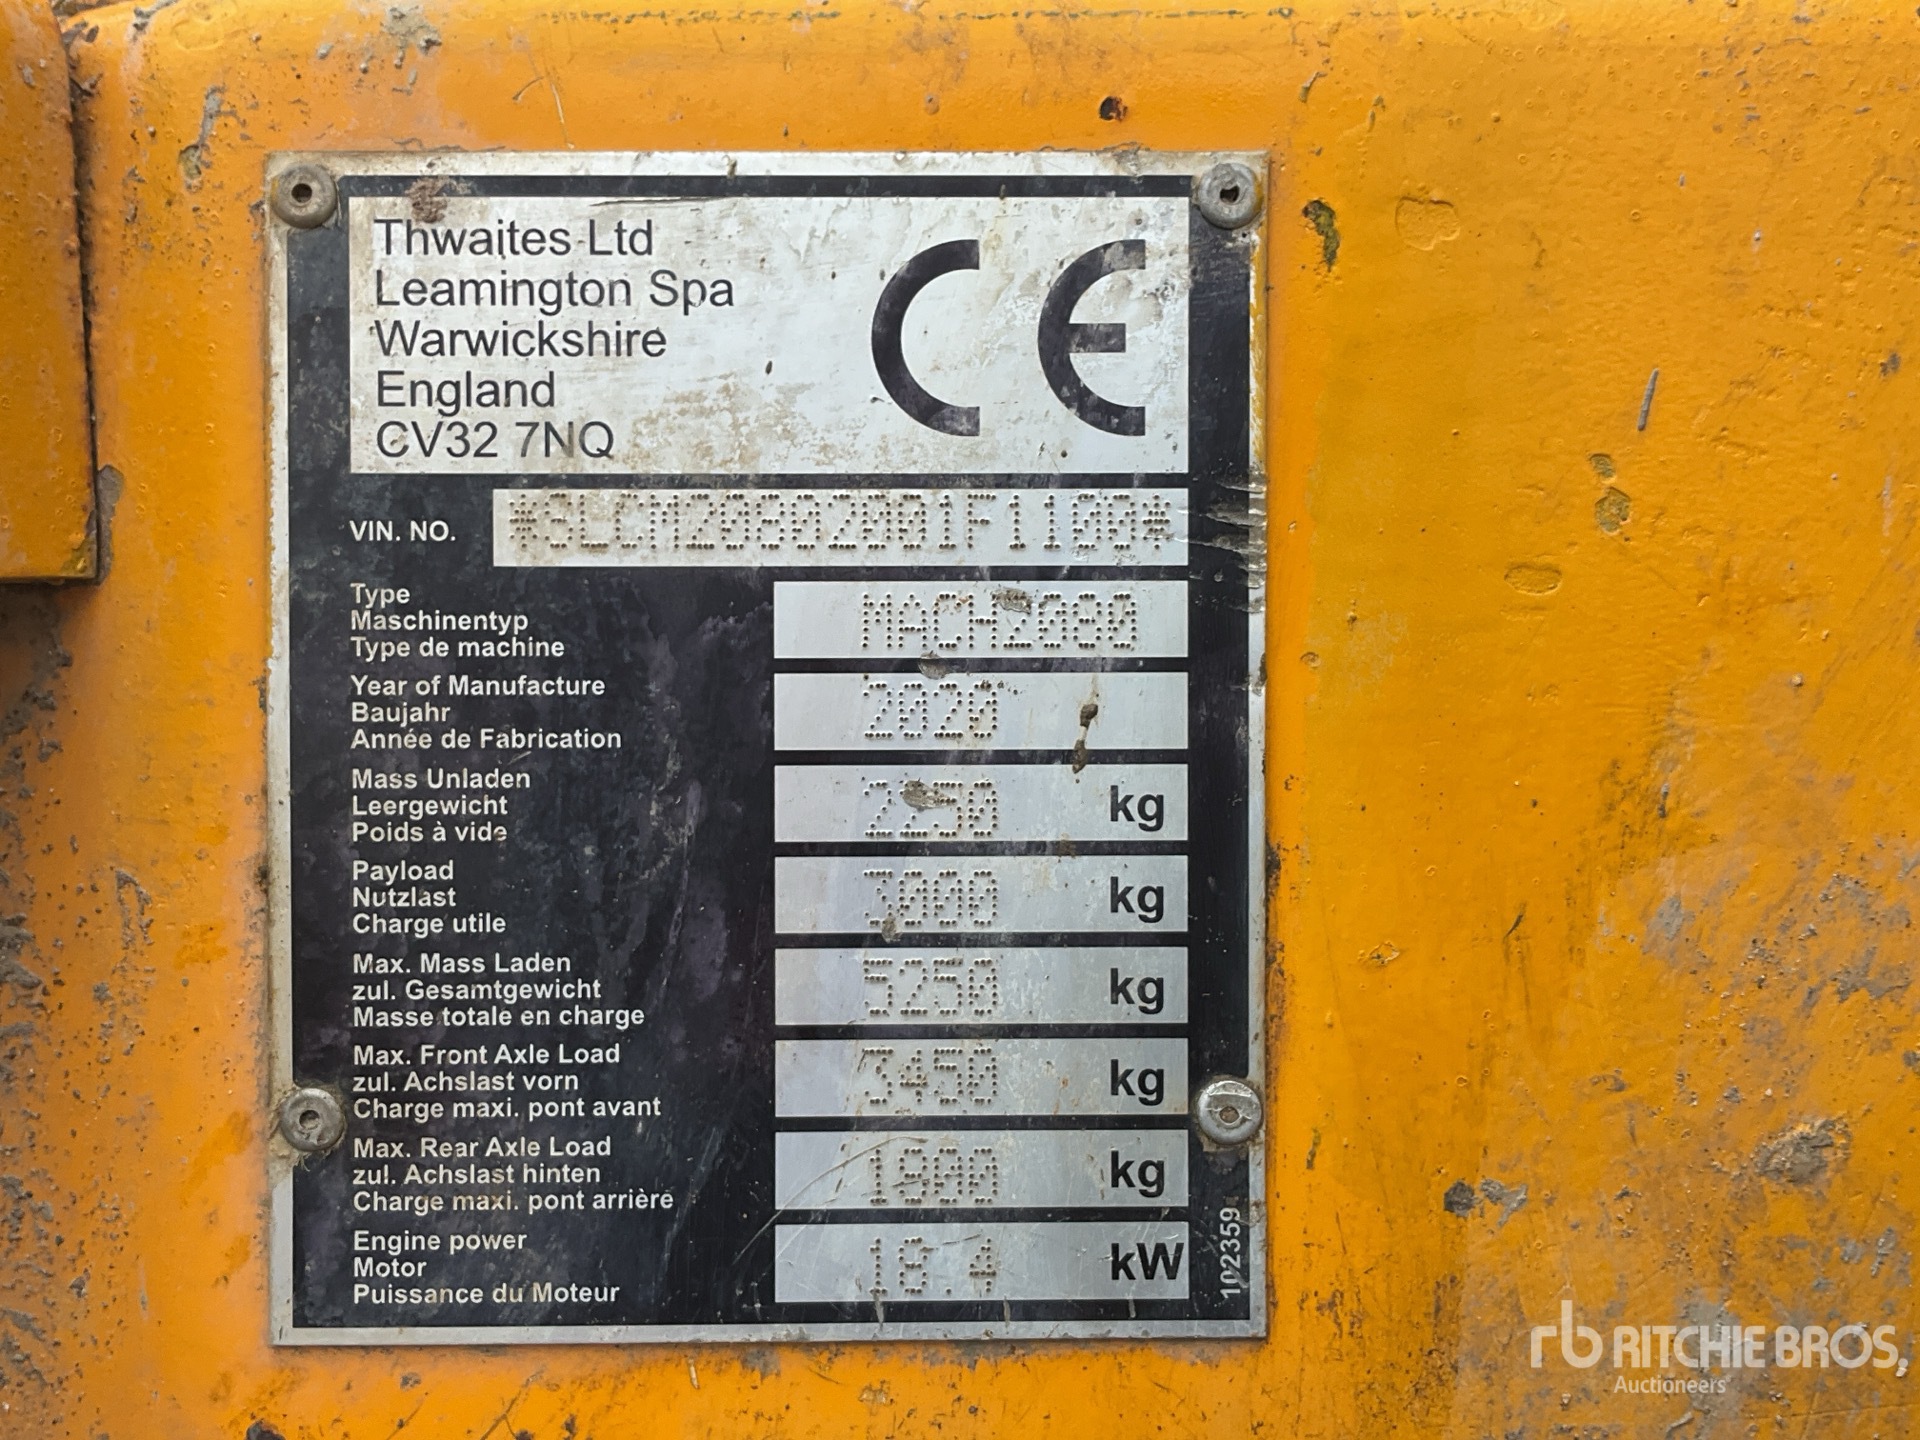 Thwaites Ltd
Leamington Spa
Warwickshire
England
CV32 7NQ
CE
VIN. NO. *SLCM20802001F1100*
Type
Maschinentyp
Type de machine
MACH2080
Year of Manufacture
Baujahr
Année de Fabrication
2020
Mass Unladen
Leergewicht
Poids à vide
2250 kg
Payload
Nutzlast
Charge utile
3000 kg
Max. Mass Laden
zul. Gesamtgewicht
Masse totale en charge
5250 kg
Max. Front Axle Load
zul. Achslast vorn
Charge maxi. pont avant
3450 kg
Max. Rear Axle Load
zul. Achslast hinten
Charge maxi. pont arrière
1800 kg
Engine power
Motor
Puissance du Moteur
18.4 kW
102359
rb RITCHIE BROS.
Auctioneers